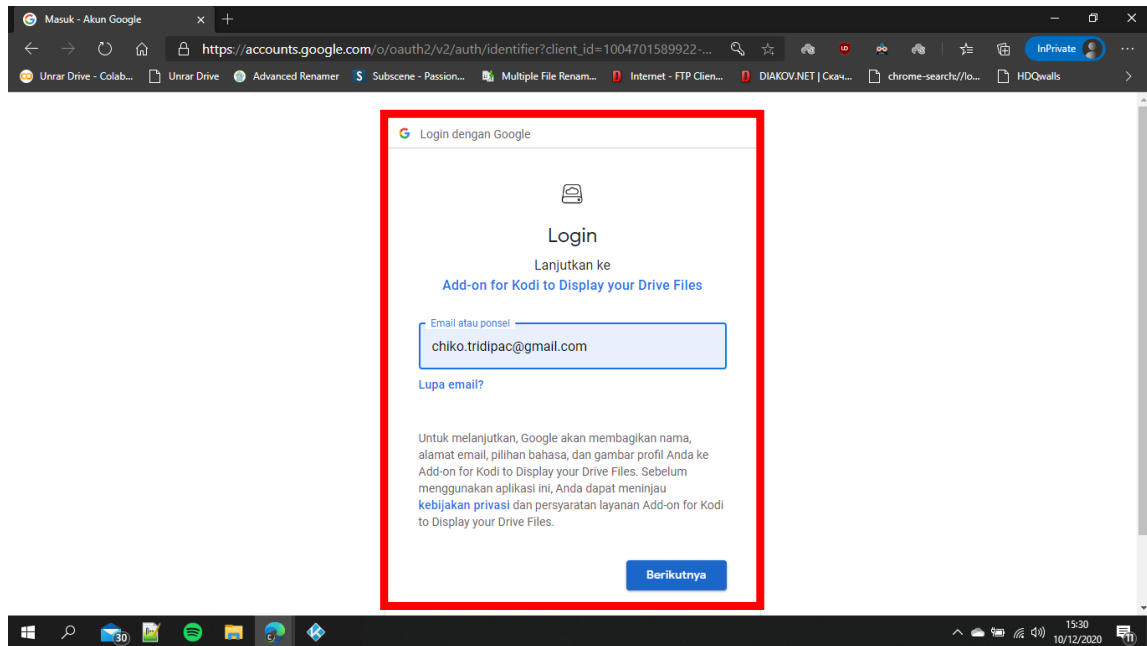 Masuk - Akun Google
https://accounts.google.com/o/oauth2/v2/auth/identifier?client_id=1004701589922-...
InPrivate
Unrar Drive - Colab...
Unrar Drive
Advanced Renamer
S Subscene - Passion...
Multiple File Renam...
Internet - FTP Clien...
DIAKOV.NET | Скач...
chrome-search://lo...
HDQwalls
Login dengan Google
Login
Lanjutkan ke
Add-on for Kodi to Display your Drive Files
Email atau ponsel
chiko.tridipac@gmail.com
Lupa email?
Untuk melanjutkan, Google akan membagikan nama,
alamat email, pilihan bahasa, dan gambar profil Anda ke
Add-on for Kodi to Display your Drive Files. Sebelum
menggunakan aplikasi ini, Anda dapat meninjau
kebijakan privasi dan persyaratan layanan Add-on for Kodi
to Display your Drive Files.
Berikutnya
30
15:30
10/12/2020
11